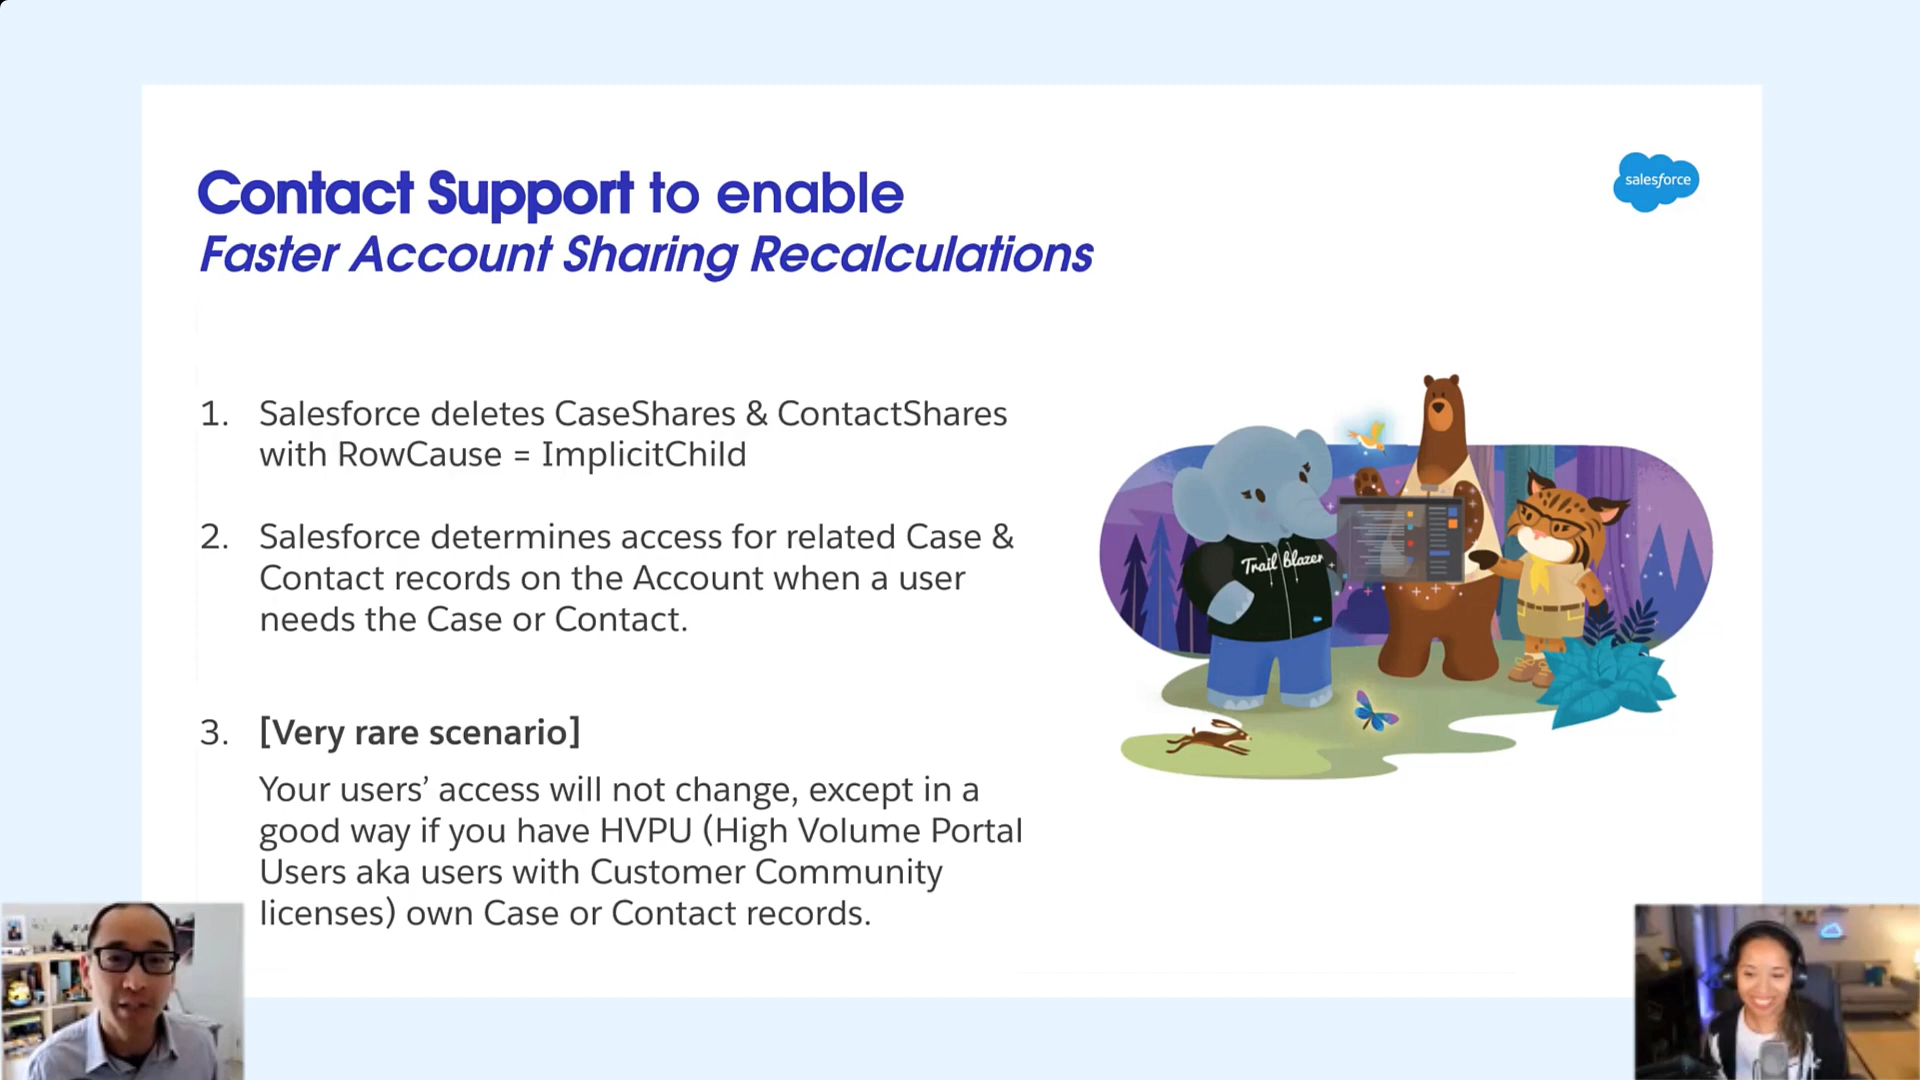 Contact Support to enable
Faster Account Sharing Recalculations
salesforce
1. Salesforce deletes CaseShares & ContactShares
with RowCause = ImplicitChild
2. Salesforce determines access for related Case &
Contact records on the Account when a user
needs the Case or Contact.
3. [Very rare scenario]
Your users’ access will not change, except in a
good way if you have HVPU (High Volume Portal
Users aka users with Customer Community
licenses) own Case or Contact records.
Trail Blazer